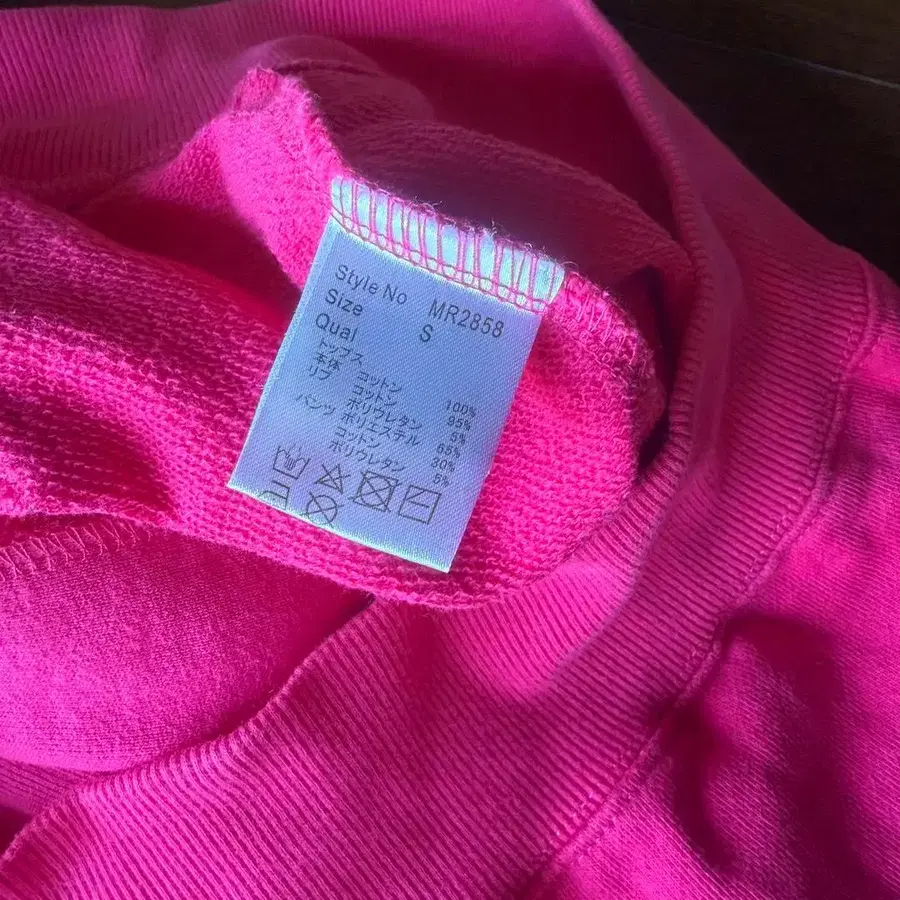 Style No MR2858
Size S
Qual
トップス
本体 コットン 100%
リブ コットン 95%
ポリウレタン 5%
パンツ ポリエステル 65%
コットン 30%
ポリウレタン 5%